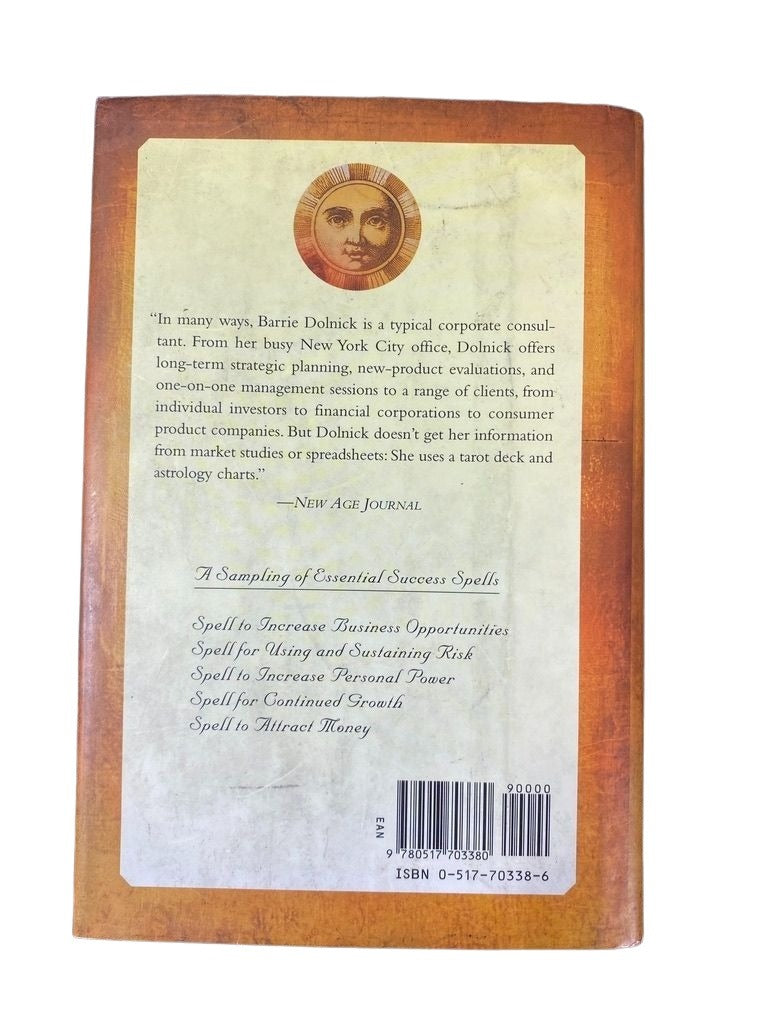 “In many ways, Barrie Dolnick is a typical corporate consul-
tant. From her busy New York City office, Dolnick offers
long-term strategic planning, new-product evaluations, and
one-on-one management sessions to a range of clients, from
individual investors to financial corporations to consumer
product companies. But Dolnick doesn’t get her information
from market studies or spreadsheets: She uses a tarot deck and
astrology charts.”
—New Age Journal
A Sampling of Essential Success Spells
Spell to Increase Business Opportunities
Spell for Using and Sustaining Risk
Spell to Increase Personal Power
Spell for Continued Growth
Spell to Attract Money
90000
EAN
9 780517 703380
ISBN 0-517-70338-6